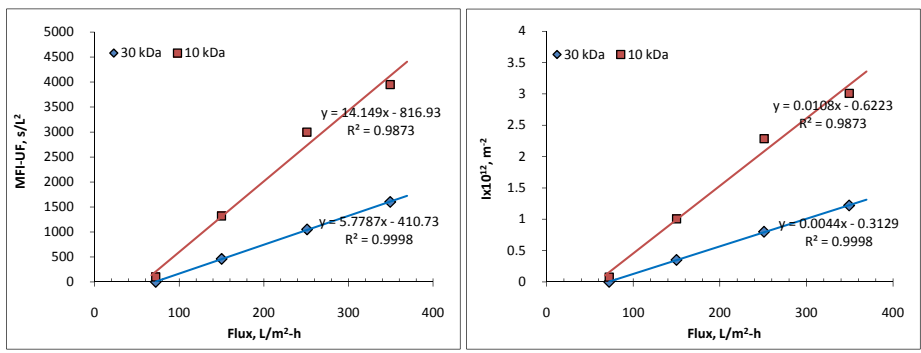 5000
4500
4000
3500
3000
2500
2000
1500
1000
500
0
MFI-UF, s/L²
30 kDa 10 kDa
y = 14.149x - 816.93
R² = 0.9873
y = 5.7787x - 410.73
R² = 0.9998
0 100 200 300 400
Flux, L/m²-h
4
3.5
3
2.5
2
1.5
1
0.5
0
Ix10¹², m⁻²
30 kDa 10 kDa
y = 0.0108x - 0.6223
R² = 0.9873
y = 0.0044x - 0.3129
R² = 0.9998
0 100 200 300 400
Flux, L/m²-h